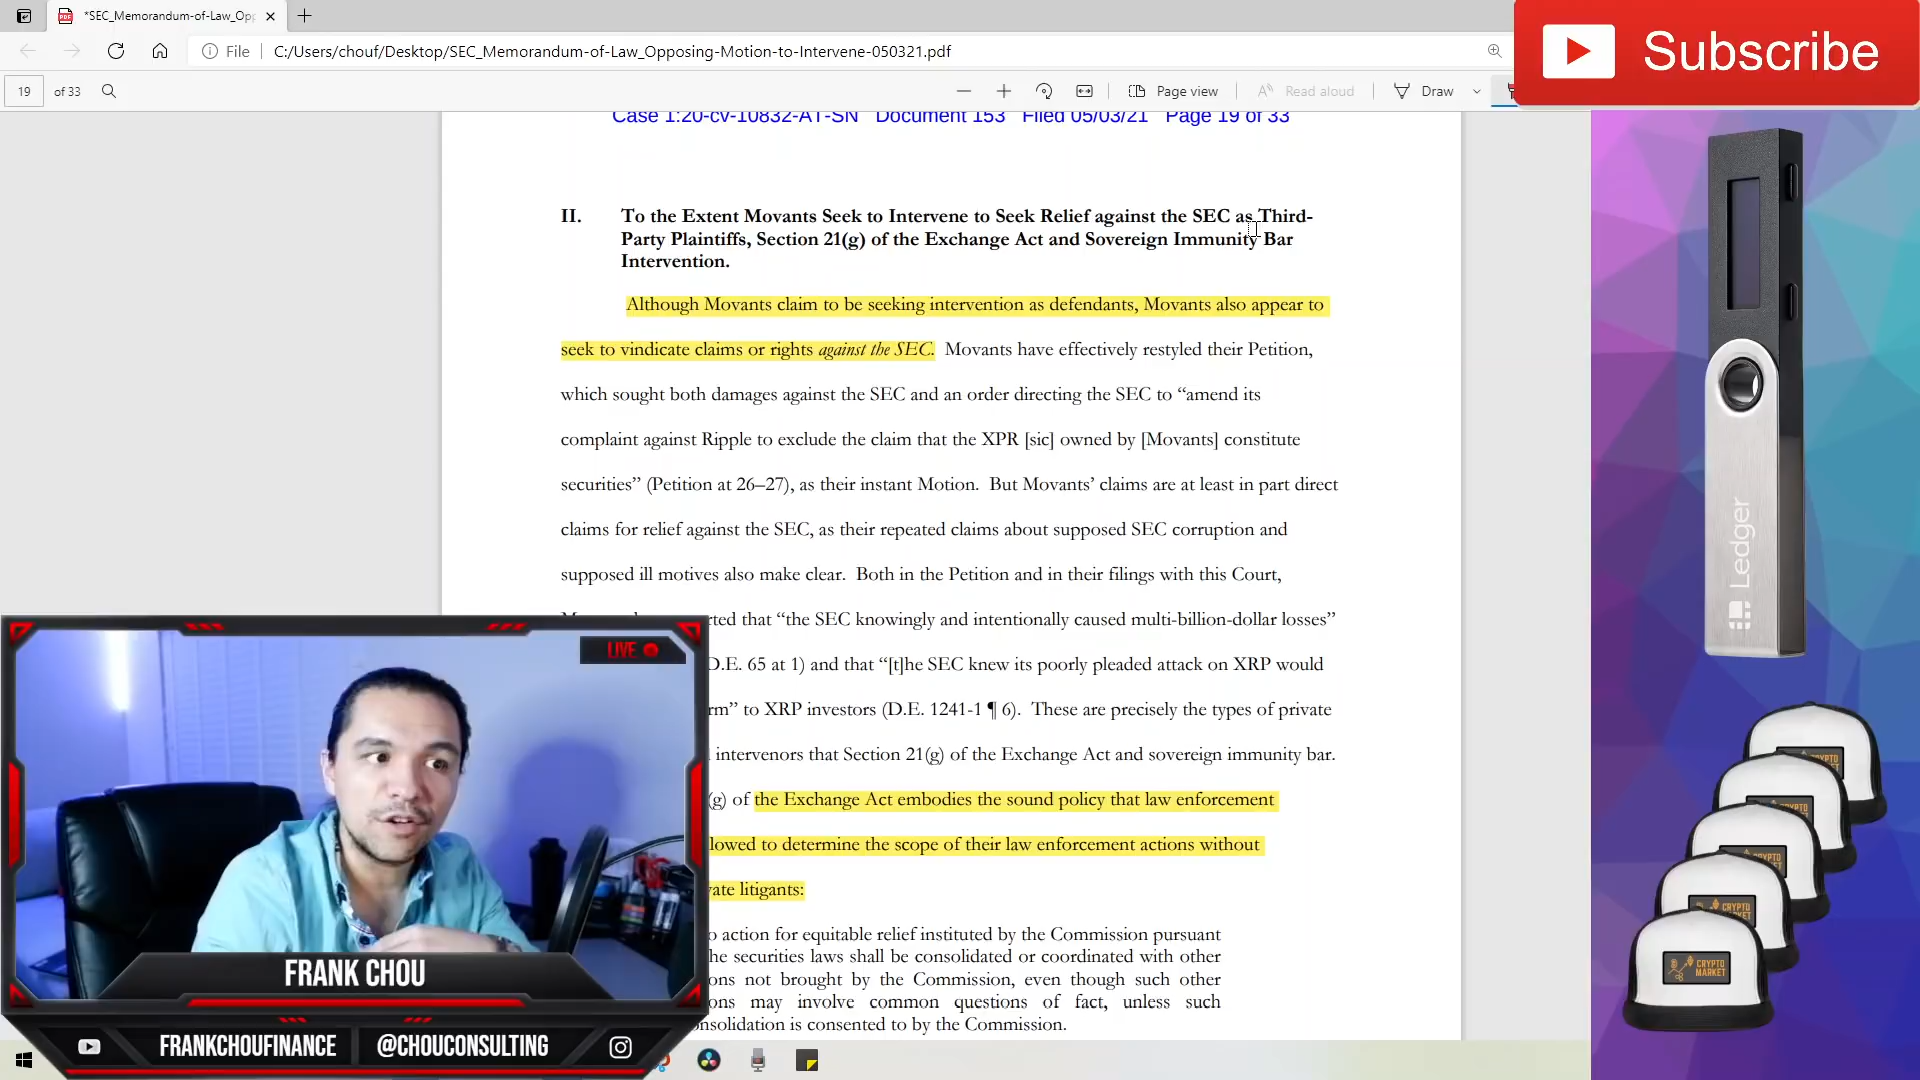 *SEC_Memorandum-of-Law_Opp
File
C:/Users/chouf/Desktop/SEC_Memorandum-of-Law_Opposing-Motion-to-Intervene-050321.pdf
Subscribe
19 of 33
Page view
Read aloud
Draw
Case 1:20-cv-10832-AT-SN Document 153 Filed 05/03/21 Page 19 of 33
II. To the Extent Movants Seek to Intervene to Seek Relief against the SEC as Third-
Party Plaintiffs, Section 21(g) of the Exchange Act and Sovereign Immunity Bar
Intervention.
Although Movants claim to be seeking intervention as defendants, Movants also appear to
seek to vindicate claims or rights against the SEC. Movants have effectively restyled their Petition,
which sought both damages against the SEC and an order directing the SEC to “amend its
complaint against Ripple to exclude the claim that the XPR [sic] owned by [Movants] constitute
securities” (Petition at 26–27), as their instant Motion. But Movants’ claims are at least in part direct
claims for relief against the SEC, as their repeated claims about supposed SEC corruption and
supposed ill motives also make clear. Both in the Petition and in their filings with this Court,
rted that “the SEC knowingly and intentionally caused multi-billion-dollar losses”
D.E. 65 at 1) and that “[t]he SEC knew its poorly pleaded attack on XRP would
rm” to XRP investors (D.E. 1241-1 ¶ 6). These are precisely the types of private
intervenors that Section 21(g) of the Exchange Act and sovereign immunity bar.
(g) of the Exchange Act embodies the sound policy that law enforcement
lowed to determine the scope of their law enforcement actions without
vate litigants:
o action for equitable relief instituted by the Commission pursuant
he securities laws shall be consolidated or coordinated with other
ons not brought by the Commission, even though such other
ons may involve common questions of fact, unless such
onsolidation is consented to by the Commission.
LIVE
FRANK CHOU
FRANKCHOUFINANCE
@CHOUCONSULTING
Ledger
CRYPTO
MARKET
CRYPTO
MARKET
CRYPTO
CRYPTO
MARKET